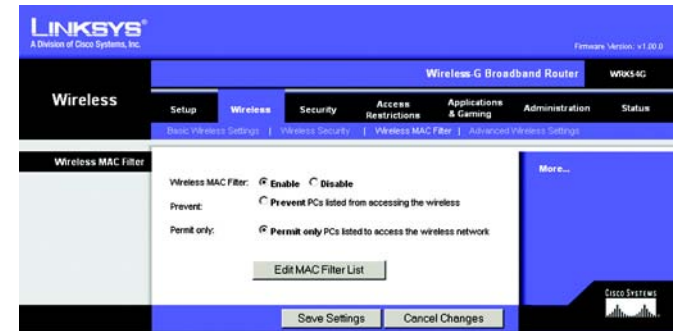 LINKSYS®
A Division of Cisco Systems, Inc.
Firmware Version: v1.00.0
Wireless-G Broadband Router WRK54G
Wireless
Setup Wireless Security Access Restrictions Applications & Gaming Administration Status
Basic Wireless Settings | Wireless Security | Wireless MAC Filter | Advanced Wireless Settings
Wireless MAC Filter
More...
Wireless MAC Filter: Enable Disable
Prevent: Prevent PCs listed from accessing the wireless
Permit only: Permit only PCs listed to access the wireless network
Edit MAC Filter List
CISCO SYSTEMS
Save Settings Cancel Changes